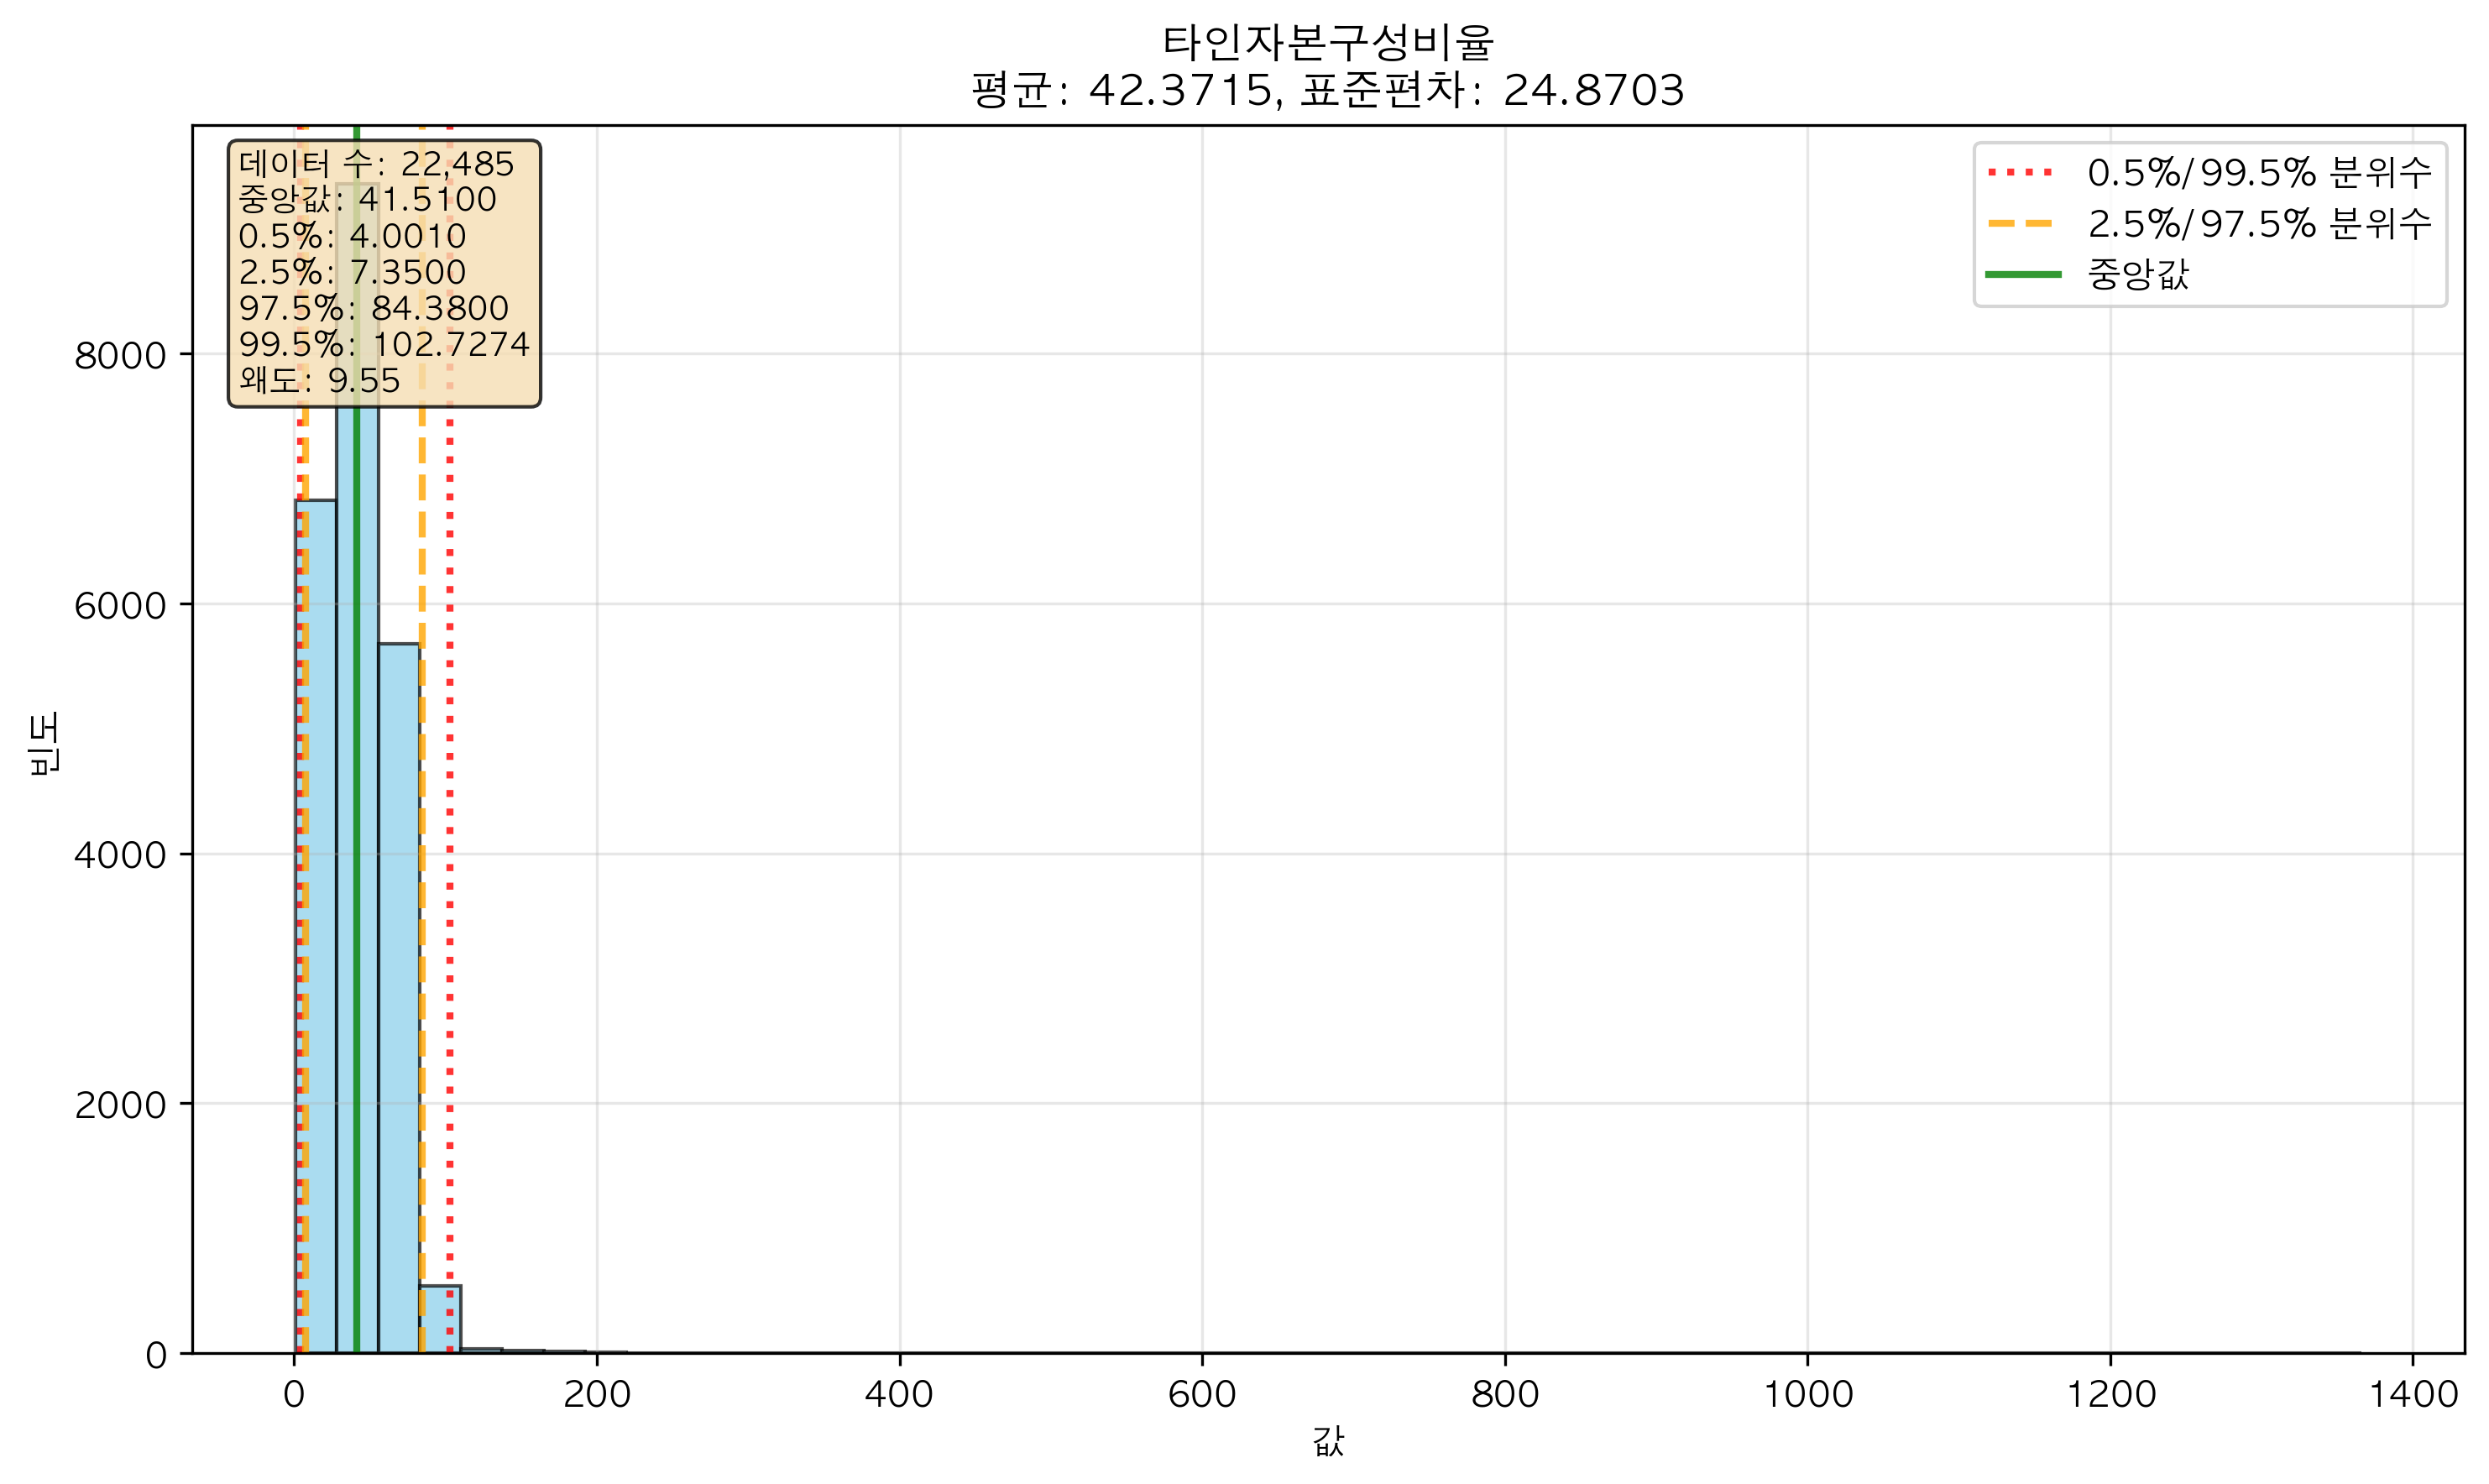 타인자본구성비율
평균: 42.3715, 표준편차: 24.8703
데이터 수: 22,485
중앙값: 41.5100
0.5%: 4.0010
2.5%: 7.3500
97.5%: 84.3800
99.5%: 102.7274
왜도: 9.55
0.5%/99.5% 분위수
2.5%/97.5% 분위수
중앙값
8000
6000
4000
2000
0
빈도
0 200 400 600 800 1000 1200 1400
값